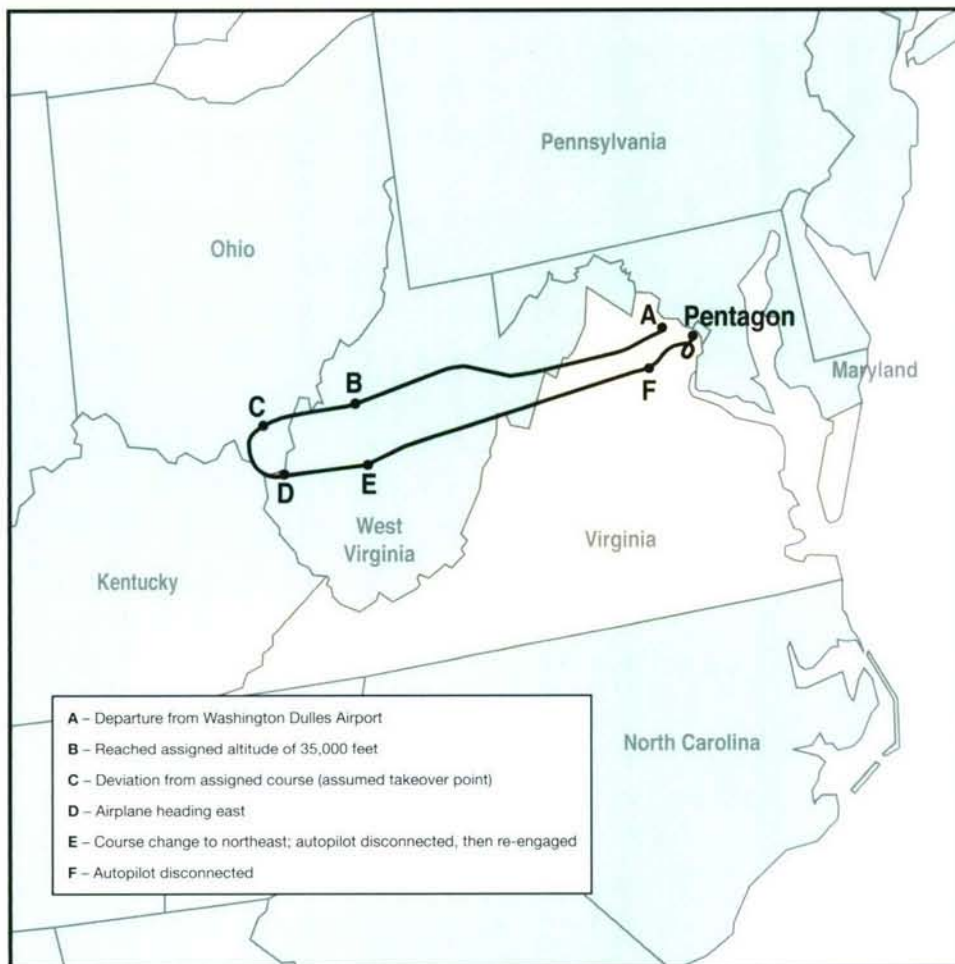 Pennsylvania
Ohio
A
Pentagon
B
Maryland
F
C
D
E
West
Virginia
Virginia
Kentucky
North Carolina
A – Departure from Washington Dulles Airport
B – Reached assigned altitude of 35,000 feet
C – Deviation from assigned course (assumed takeover point)
D – Airplane heading east
E – Course change to northeast; autopilot disconnected, then re-engaged
F – Autopilot disconnected